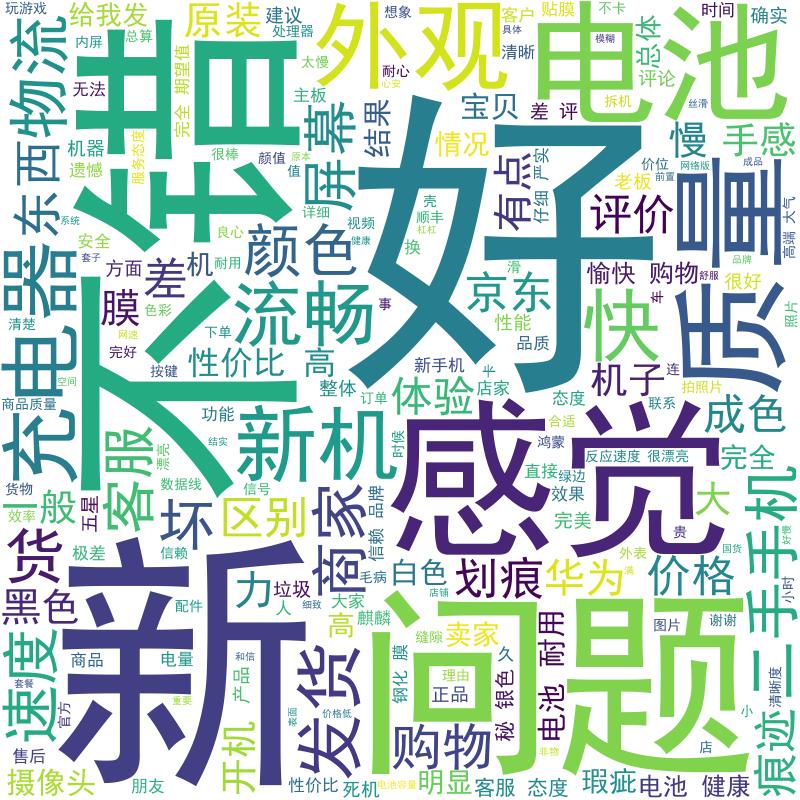 玩游戏
给我发
原装
建议
想象
客户
贴膜
不卡
时间
确实
内屏
总算
处理器
外观
具体
模糊
总体
物流
期望值
太慢
清晰
电池
评论
无法
完全
主板
耐心
心安
拆机
丝滑
不错
屏幕
结果
宝贝
差 评
慢
手感
东西
机器
服务态度
很棒
颜值
原本
情况
严实
价位
网络版
成品
遗憾
值
好
有点
仔细
老板
前置
质量
详细
壳
评价
高端
大气
系统
良心
视频
顺丰
杠杠
品牌
安全
颜色
健康
换
套子
方面
差
机
耐用
滑
愉快
购物
舒服
很好
充电器
膜
色彩
流畅
事
京东
快
车
照片
清楚
网速
完好
下单
性能
品质
性价比
高
新手机
半
机子
连
拍照片
空间
按键
整体
订单
体验
店家
态度
联系
成色
商品质量
功能
新机
合适
客服
漂亮
结实
时候
感觉
鸿蒙
反应速度
很漂亮
数据线
信号
直接
绿边
完全
货物
一般
五星
效果
二手手机
效率
坏
区别
商家
品牌
信赖
完美
大
好慢
货
极差
信赖
毛病
贵
外表
国货
黑色
力
垃圾
白色
划痕
华为
满
价格
小时
新
配件
人
细致
大家
麒麟
店铺
高
问题
缝隙
卖家
耐用
图片
谢谢
速度
商品
电量
和信
产品
发货
钢化 膜
理由
久
银色
清晰度
套餐
官方
重要
正品
秘
电池
小
痕迹
开机
表面
价格低
购物
非物
店
售后
摄像头
朋友
性价比
死机
电池容量
明显
客服 态度
瑕疵
电池 健康